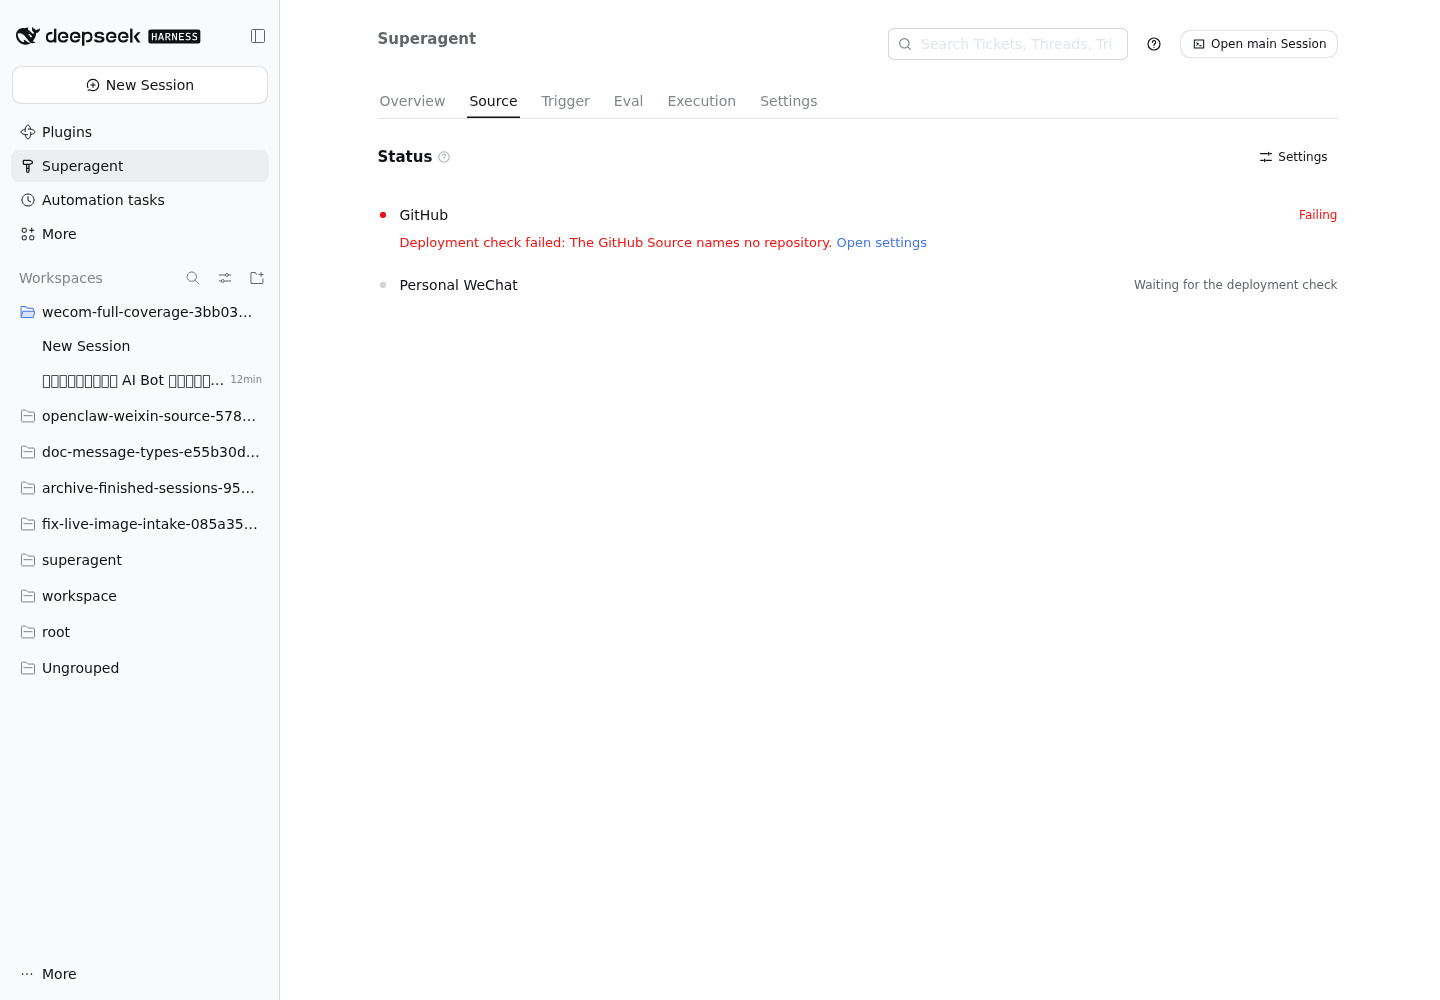 deepseek HARNESS
New Session
Plugins
Superagent
Automation tasks
More
Workspaces
wecom-full-coverage-3bb03...
New Session
AI Bot ... 12min
openclaw-weixin-source-578...
doc-message-types-e55b30d...
archive-finished-sessions-95...
fix-live-image-intake-085a35...
superagent
workspace
root
Ungrouped
More
Superagent
Search Tickets, Threads, Tri
Open main Session
Overview Source Trigger Eval Execution Settings
Status
Settings
GitHub Failing
Deployment check failed: The GitHub Source names no repository. Open settings
Personal WeChat Waiting for the deployment check